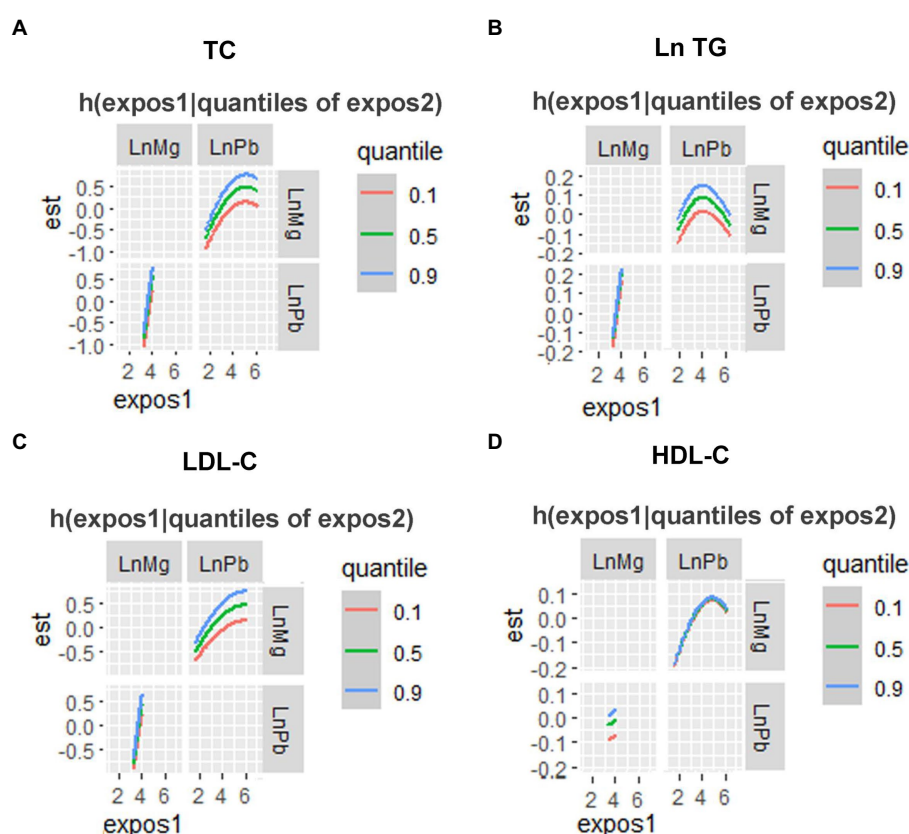 A
TC
h(expos1|quantiles of expos2)
LnMg LnPb
quantile
0.1
0.5
0.9
est
0.5
0.0
-0.5
-1.0
LnMg
0.5
0.0
-0.5
-1.0
LnPb
2 4 6 2 4 6
expos1
B
Ln TG
h(expos1|quantiles of expos2)
LnMg LnPb
quantile
0.1
0.5
0.9
est
0.2
0.1
0.0
-0.1
-0.2
LnMg
0.2
0.1
0.0
-0.1
-0.2
LnPb
2 4 6 2 4 6
expos1
C
LDL-C
h(expos1|quantiles of expos2)
LnMg LnPb
quantile
0.1
0.5
0.9
est
0.5
0.0
-0.5
LnMg
0.5
0.0
-0.5
LnPb
2 4 6 2 4 6
expos1
D
HDL-C
h(expos1|quantiles of expos2)
LnMg LnPb
quantile
0.1
0.5
0.9
est
0.1
0.0
-0.1
-0.2
LnMg
0.1
0.0
-0.1
-0.2
LnPb
2 4 6 2 4 6
expos1